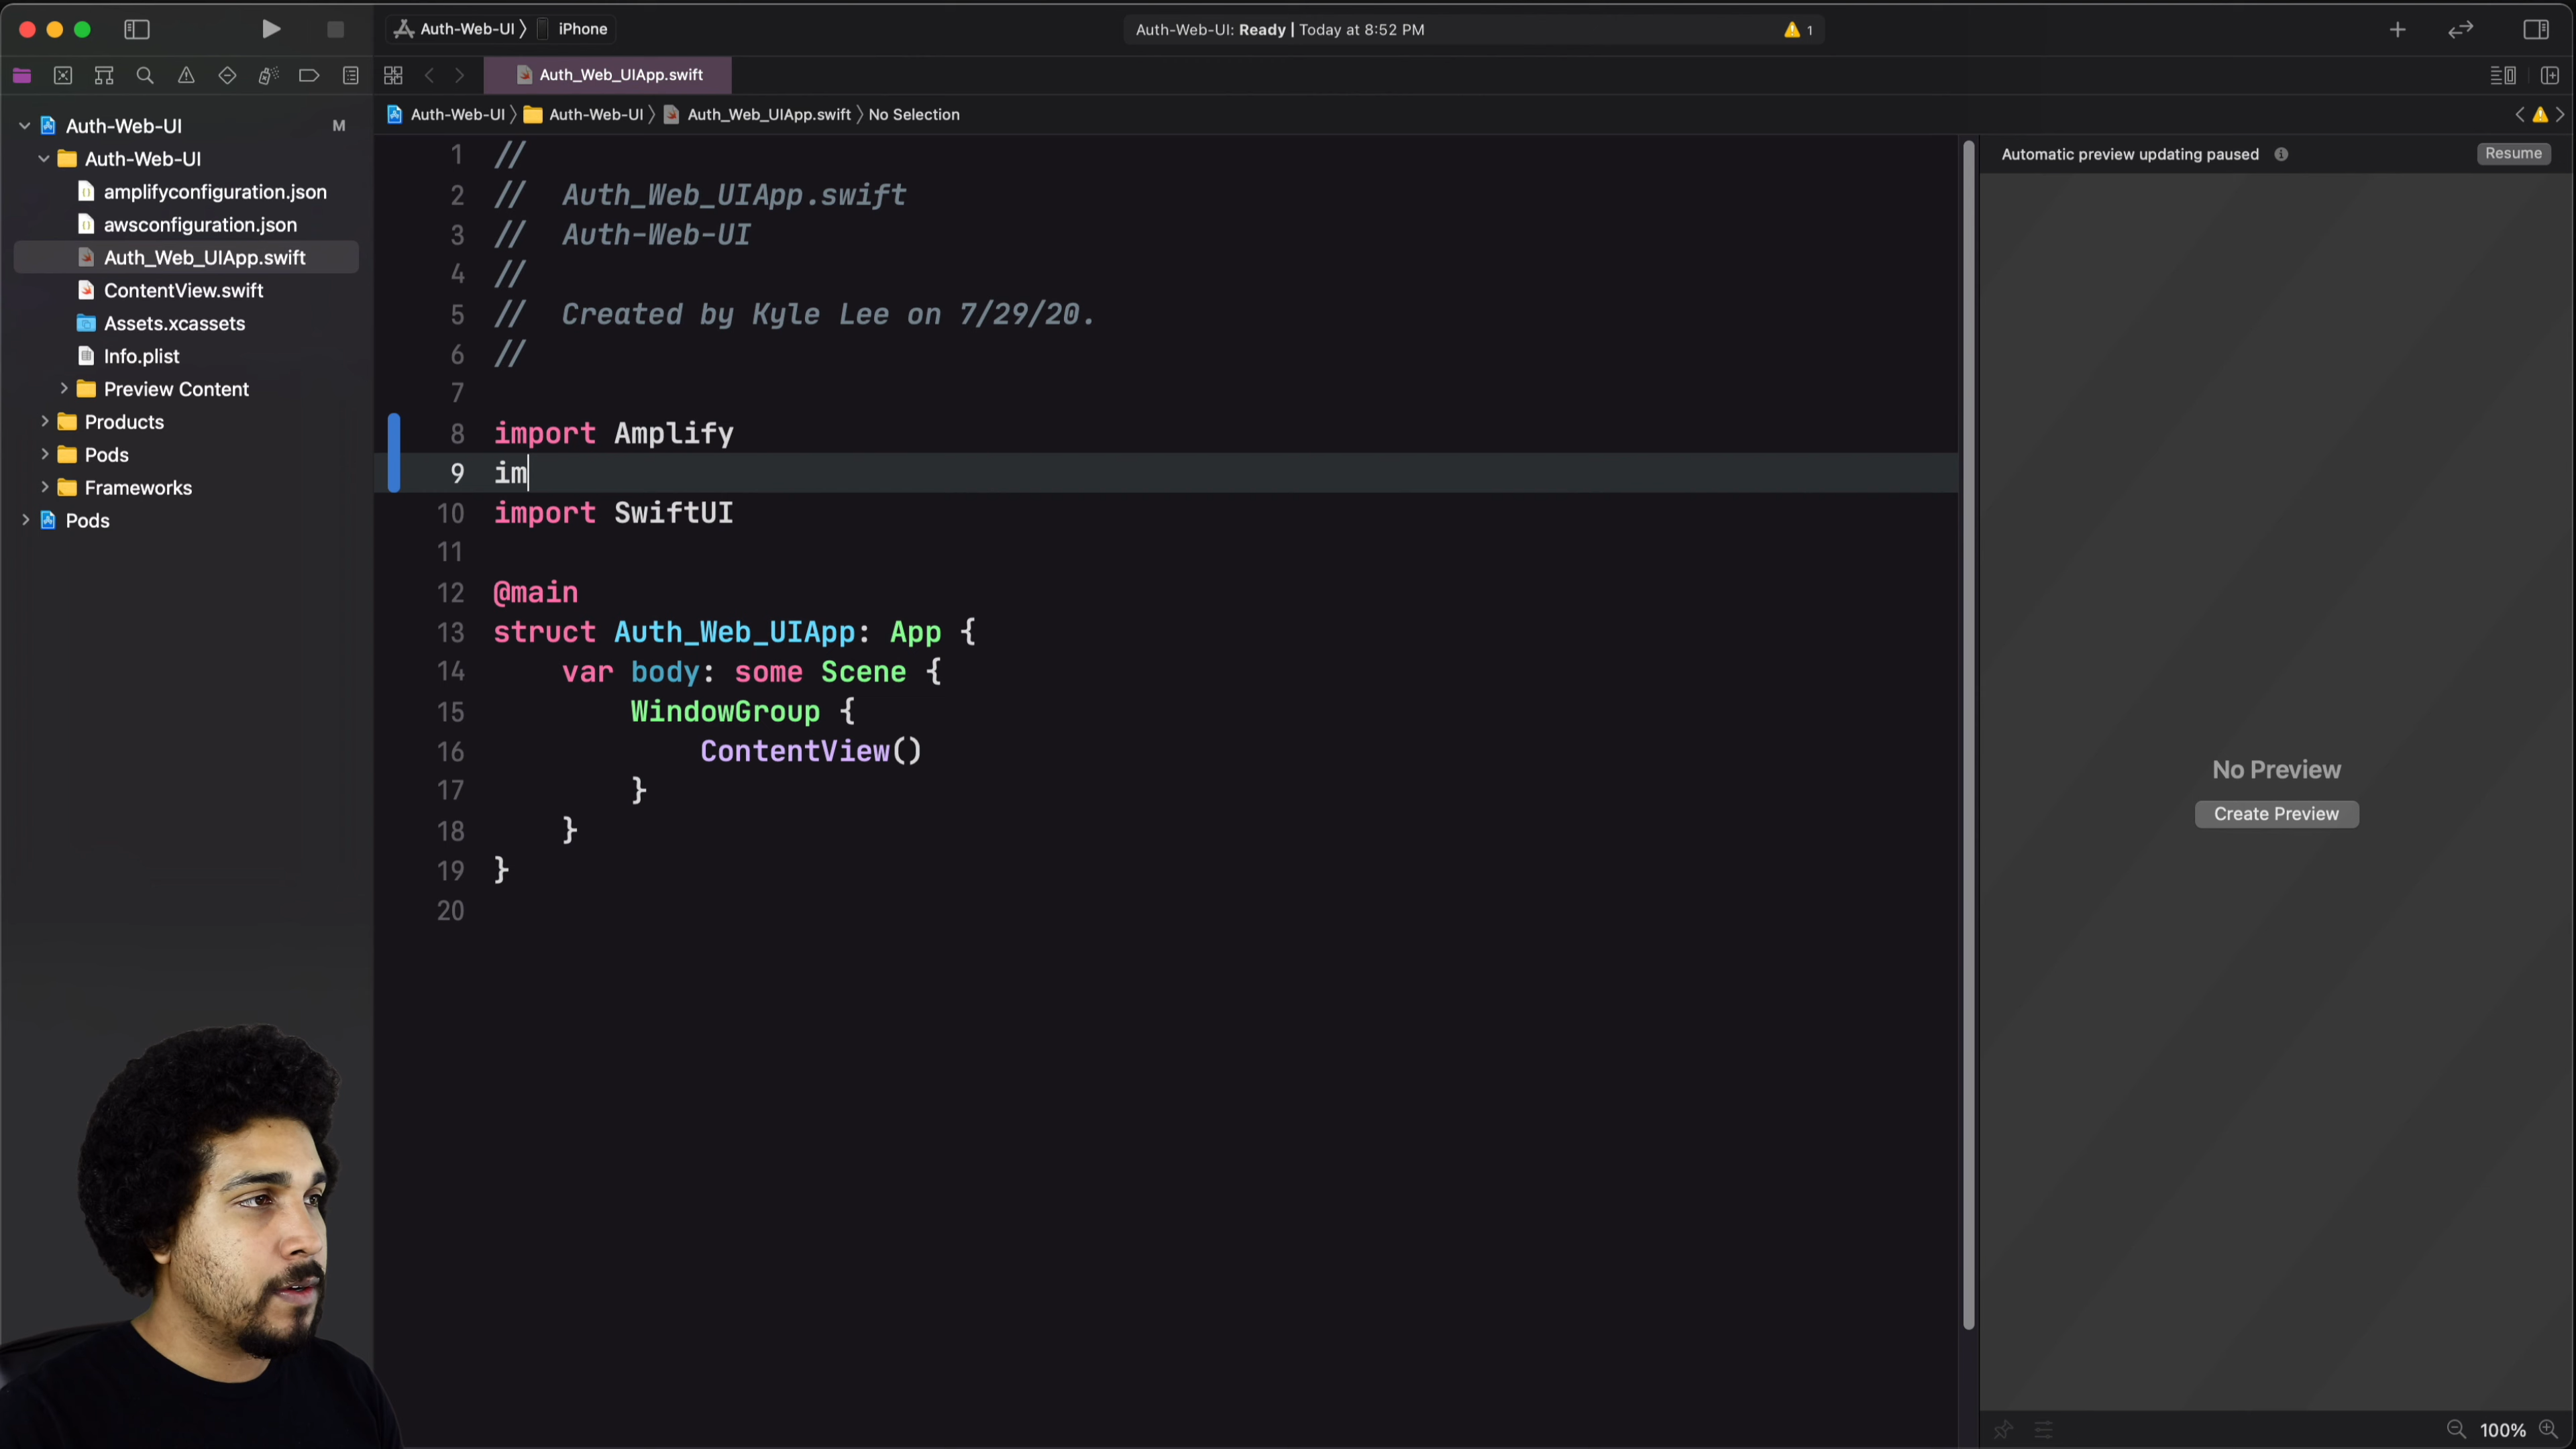 Auth-Web-UI 〉 iPhone
Auth-Web-UI: Ready | Today at 8:52 PM
1
Auth_Web_UIApp.swift
Auth-Web-UI 〉 Auth-Web-UI 〉 Auth_Web_UIApp.swift 〉 No Selection
Auth-Web-UI M
Auth-Web-UI
amplifyconfiguration.json
awsconfiguration.json
Auth_Web_UIApp.swift
ContentView.swift
Assets.xcassets
Info.plist
Preview Content
Products
Pods
Frameworks
Pods
1 //
2 //  Auth_Web_UIApp.swift
3 //  Auth-Web-UI
4 //
5 //  Created by Kyle Lee on 7/29/20.
6 //
7
8 import Amplify
9 im
10 import SwiftUI
11
12 @main
13 struct Auth_Web_UIApp: App {
14     var body: some Scene {
15         WindowGroup {
16             ContentView()
17         }
18     }
19 }
20
Automatic preview updating paused
Resume
No Preview
Create Preview
100%